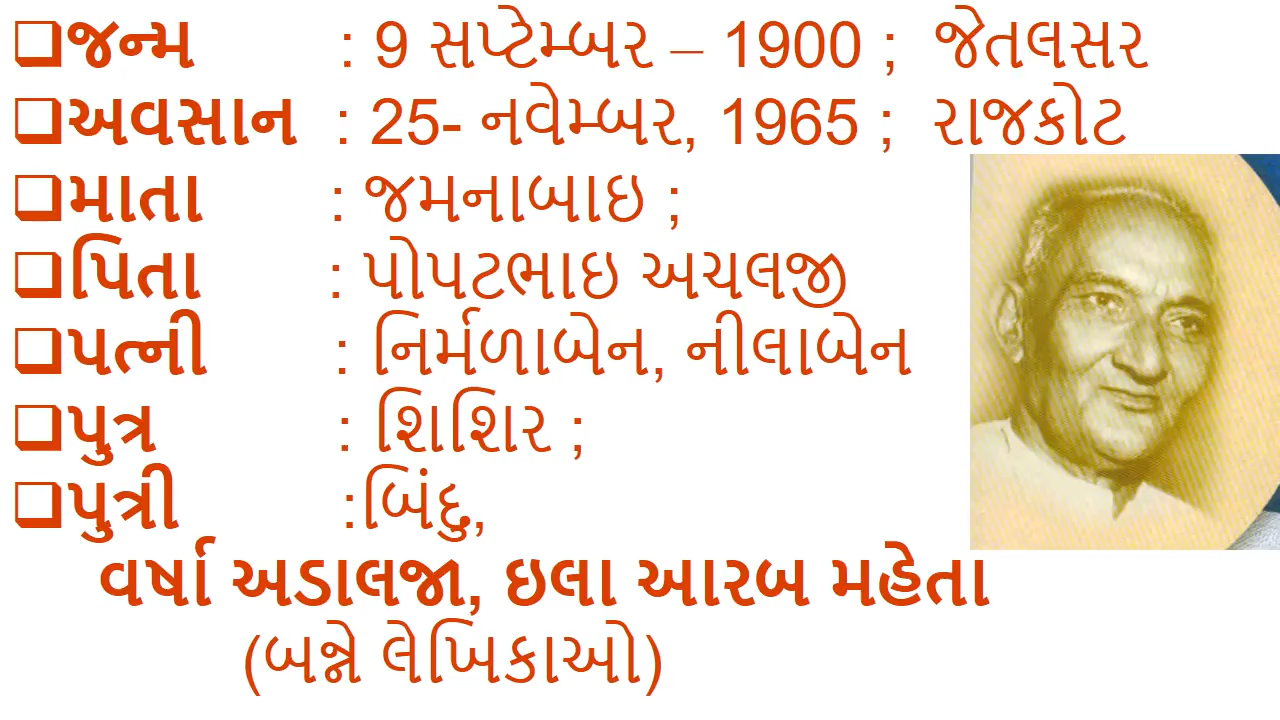 ❑જન્મ : 9 સપ્ટેમ્બર – 1900 ; જેતલસર
❑અવસાન : 25- નવેમ્બર, 1965 ; રાજકોટ
❑માતા : જમનાબાઇ ;
❑પિતા : પોપટભાઇ અચલજી
❑પત્ની : નિર્મળાબેન, નીલાબેન
❑પુત્ર : શિશિર ;
❑પુત્રી :બિંદુ,
વર્ષા અડાલજા, ઇલા આરબ મહેતા
(બન્ને લેખિકાઓ)